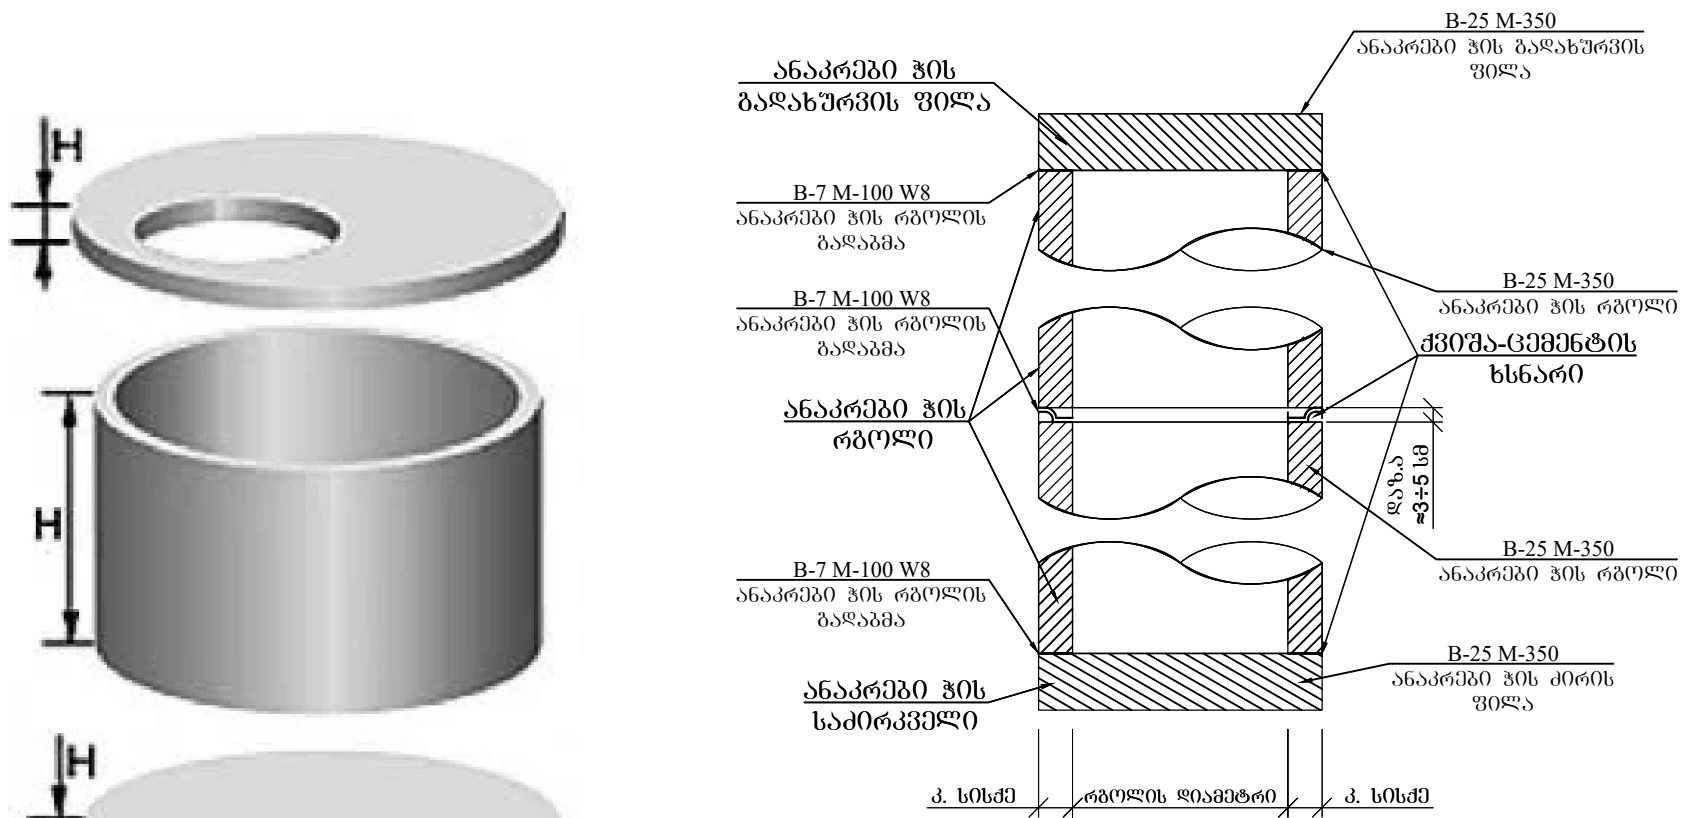 H
H
H
B-25 M-350
ანაკრები ჭის გადახურვის
ფილა
ანაკრები ჭის
გადახურვის ფილა
B-7 M-100 W8
ანაკრები ჭის რგოლის
გადაბმა
B-25 M-350
ანაკრები ჭის რგოლი
B-7 M-100 W8
ანაკრები ჭის რგოლის
გადაბმა
ქვიშა-ცემენტის
ხსნარი
ანაკრები ჭის
რგოლი
დაზ.ა
≈3÷5 სმ
B-25 M-350
ანაკრები ჭის რგოლი
B-7 M-100 W8
ანაკრები ჭის რგოლის
გადაბმა
B-25 M-350
ანაკრები ჭის ძირის
ფილა
ანაკრები ჭის
საძირკველი
კ. სისქე
რგოლის დიამეტრი
კ. სისქე